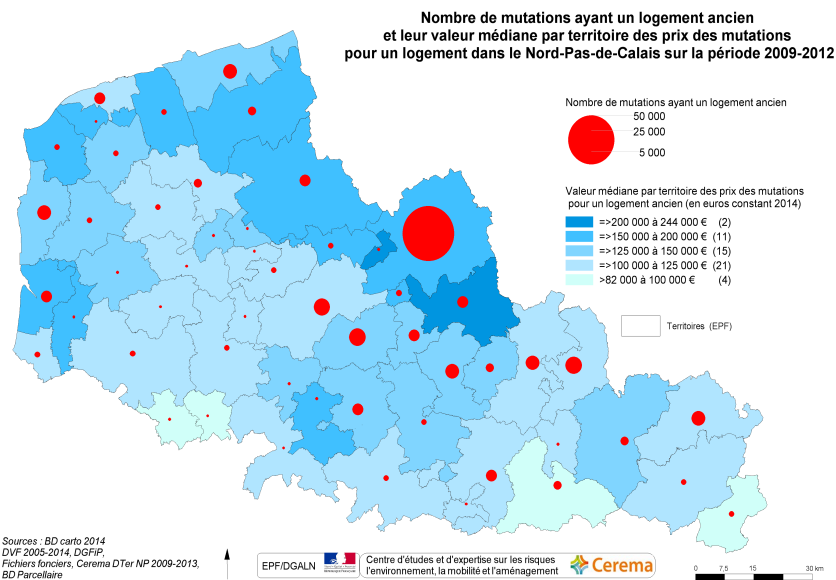 Nombre de mutations ayant un logement ancien
et leur valeur médiane par territoire des prix des mutations
pour un logement dans le Nord-Pas-de-Calais sur la période 2009-2012
Nombre de mutations ayant un logement ancien
50 000
25 000
5 000
Valeur médiane par territoire des prix des mutations
pour un logement ancien (en euros constant 2014)
=>200 000 à 244 000 € (2)
=>150 000 à 200 000 € (11)
=>125 000 à 150 000 € (15)
=>100 000 à 125 000 € (21)
>82 000 à 100 000 € (4)
Territoires (EPF)
Sources : BD carto 2014
DVF 2005-2014, DGFiP,
Fichiers fonciers, Cerema DTer NP 2009-2013,
BD Parcellaire
EPF/DGALN
Centre d'études et d'expertise sur les risques
l'environnement, la mobilité et l'aménagement
Cerema
0 7,5 15 30 km